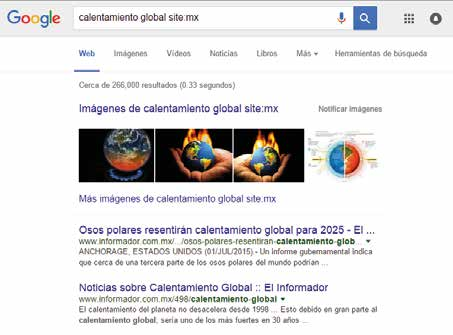 Google
calentamiento global site.mx
Web Imágenes Vídeos Noticias Libros Más Herramientas de búsqueda
Cerca de 266,000 resultados (0.33 segundos)
Imágenes de calentamiento global site:mx Notificar imágenes
Más imágenes de calentamiento global site.mx
Osos polares resentirán calentamiento global para 2025 - El ...
www.informador.com.mx/.../osos-polares-resentiran-calentamiento-glob...
ANCHORAGE, ESTADOS UNIDOS (01/JUL/2015).- Un informe gubernamental indica
que cerca de una tercera parte de los osos polares del mundo podrían ...
Noticias sobre Calentamiento Global :: El Informador
www.informador.com.mx/498/calentamiento-global
El calentamiento del planeta no desacelera desde 1998 ... Esto debido en gran parte al
calentamiento global, sería uno de los más fuertes en 30 años ...